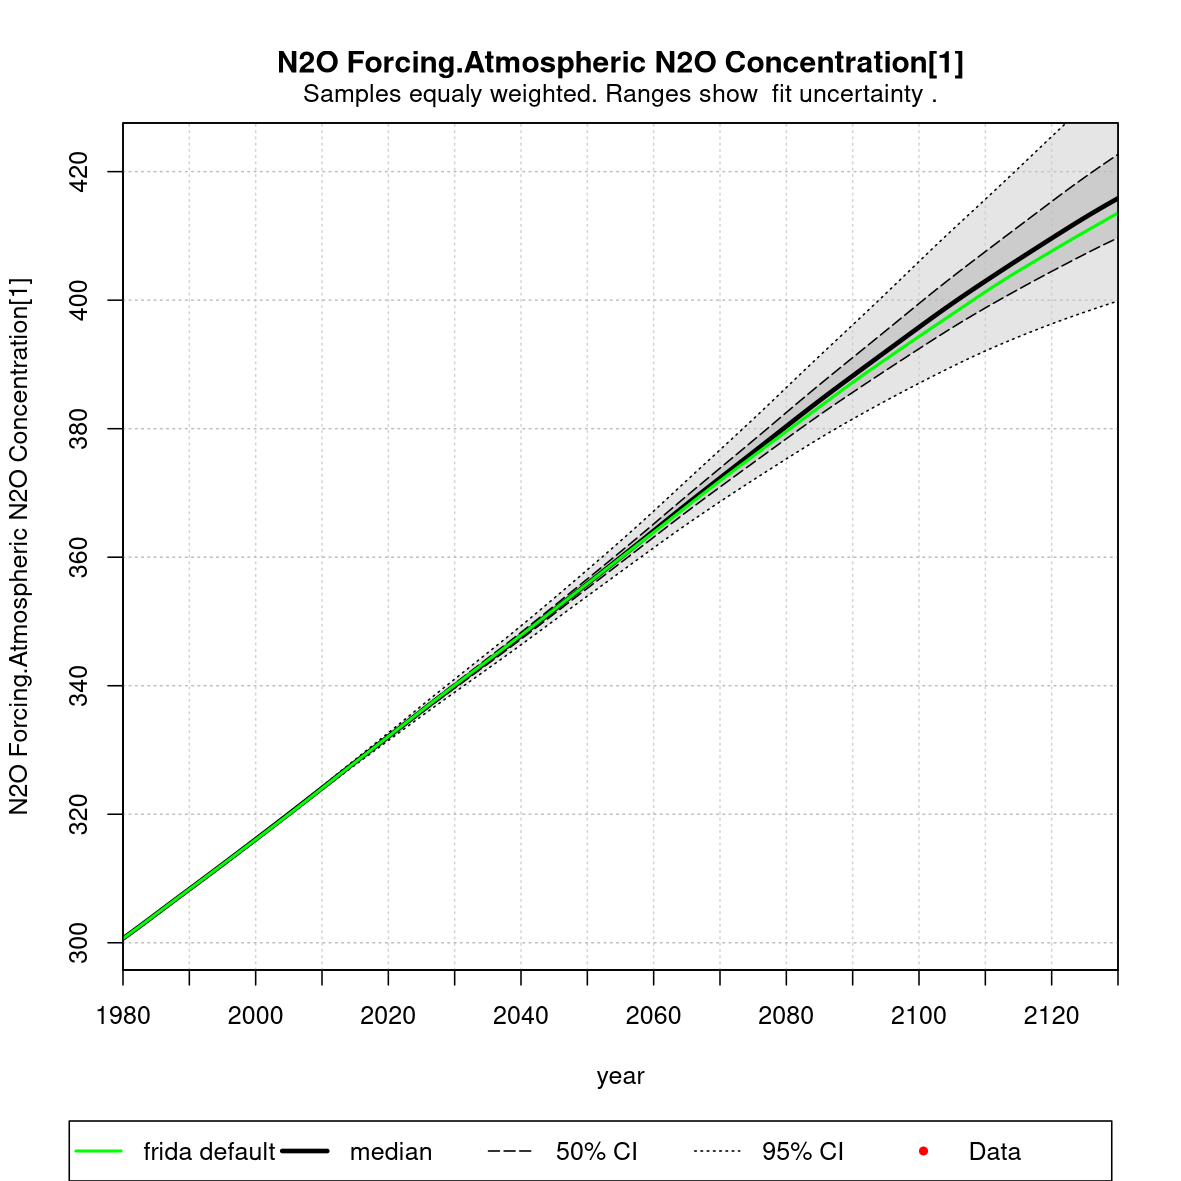 N2O Forcing.Atmospheric N2O Concentration[1]
Samples equaly weighted. Ranges show  fit uncertainty .
N2O Forcing.Atmospheric N2O Concentration[1]
420
400
380
360
340
320
300
1980 2000 2020 2040 2060 2080 2100 2120
year
frida default median 50% CI 95% CI Data